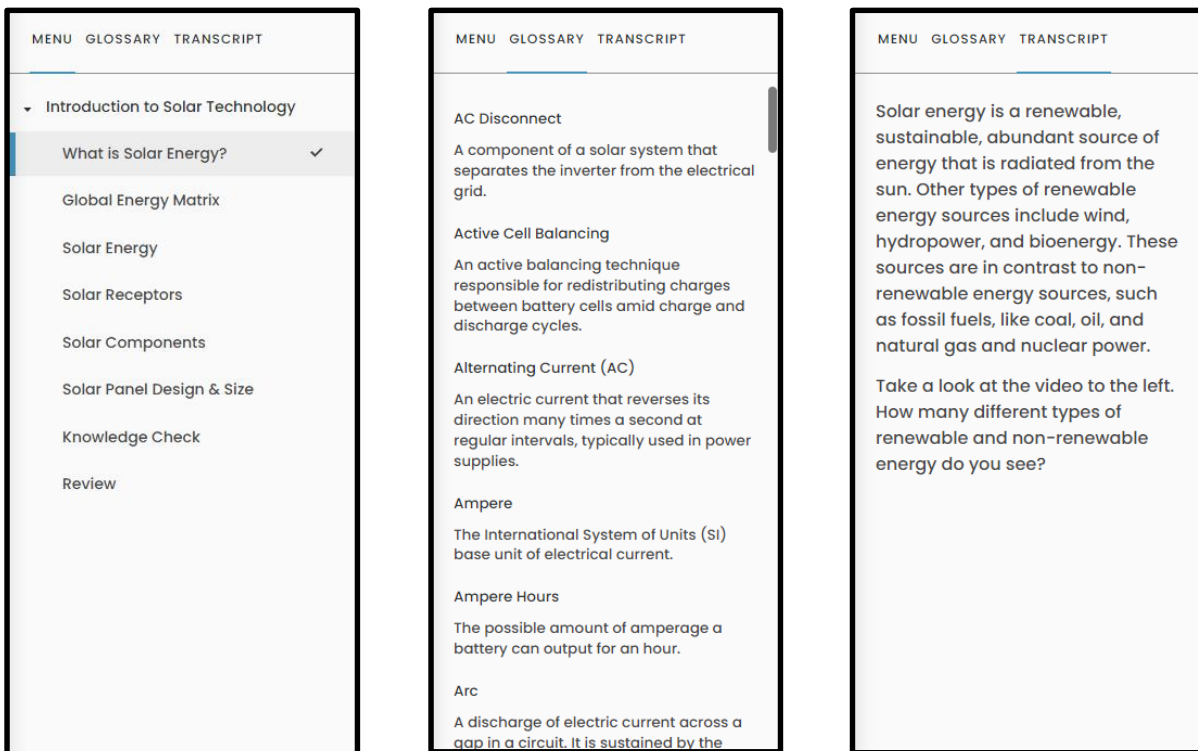 MENU GLOSSARY TRANSCRIPT
Introduction to Solar Technology
What is Solar Energy?
Global Energy Matrix
Solar Energy
Solar Receptors
Solar Components
Solar Panel Design & Size
Knowledge Check
Review
MENU GLOSSARY TRANSCRIPT
AC Disconnect
A component of a solar system that
separates the inverter from the electrical
grid.
Active Cell Balancing
An active balancing technique
responsible for redistributing charges
between battery cells amid charge and
discharge cycles.
Alternating Current (AC)
An electric current that reverses its
direction many times a second at
regular intervals, typically used in power
supplies.
Ampere
The International System of Units (SI)
base unit of electrical current.
Ampere Hours
The possible amount of amperage a
battery can output for an hour.
Arc
A discharge of electric current across a
gap in a circuit. It is sustained by the
MENU GLOSSARY TRANSCRIPT
Solar energy is a renewable,
sustainable, abundant source of
energy that is radiated from the
sun. Other types of renewable
energy sources include wind,
hydropower, and bioenergy. These
sources are in contrast to non-
renewable energy sources, such
as fossil fuels, like coal, oil, and
natural gas and nuclear power.
Take a look at the video to the left.
How many different types of
renewable and non-renewable
energy do you see?